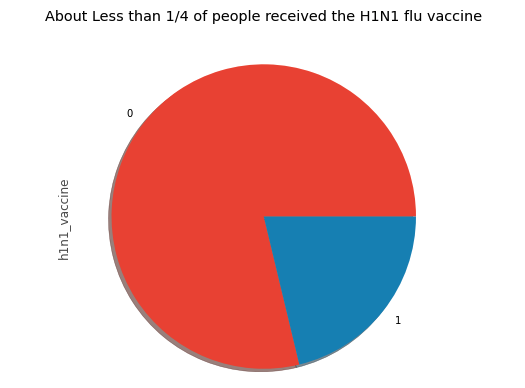 About Less than 1/4 of people received the H1N1 flu vaccine
0
h1n1_vaccine
1